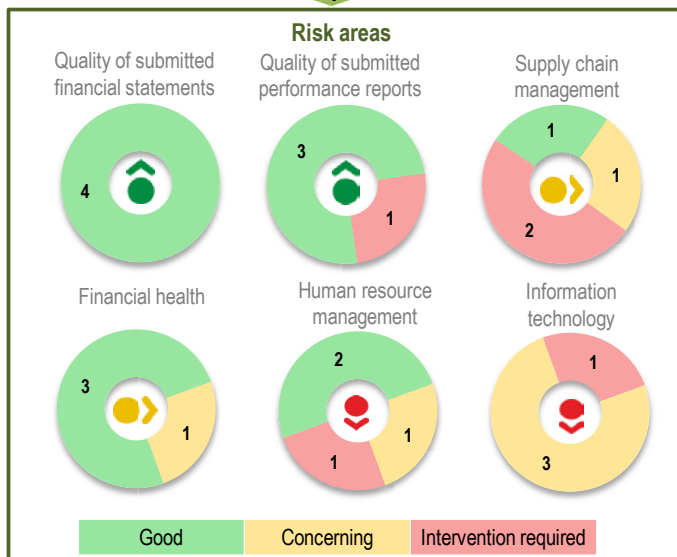 Risk areas
Quality of submitted
financial statements
4
Quality of submitted
performance reports
3
1
Supply chain
management
1
1
2
Financial health
3
1
Human resource
management
2
1
1
Information
technology
1
3
Good
Concerning
Intervention required